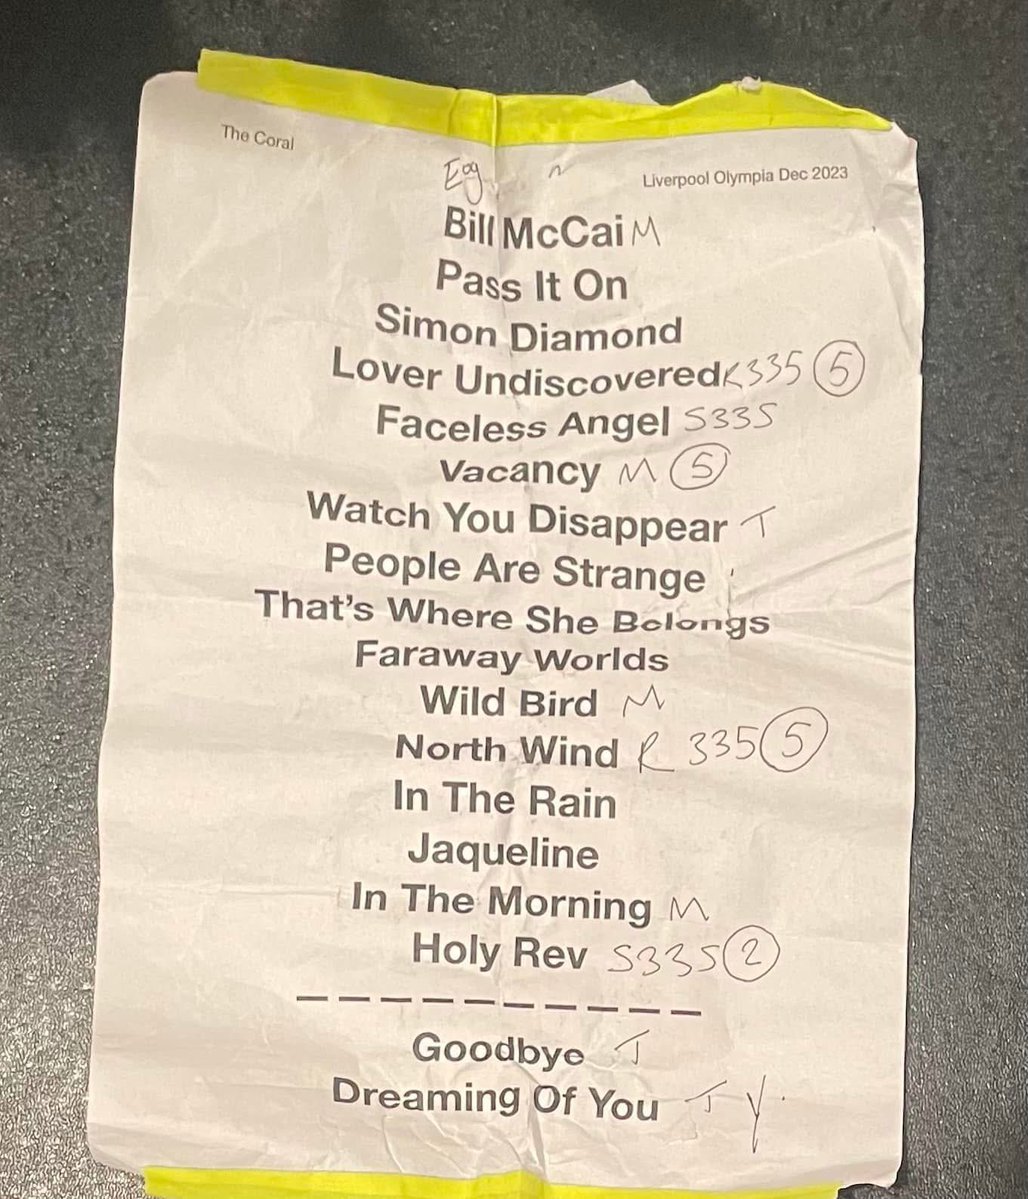 The Coral
Liverpool Olympia Dec 2023
Bill McCai M
Pass It On
Simon Diamond
Lover Undiscovered R335 5
Faceless Angel S335
Vacancy M 5
Watch You Disappear T
People Are Strange
That's Where She Belongs
Faraway Worlds
Wild Bird M
North Wind R 335 5
In The Rain
Jaqueline
In The Morning M
Holy Rev S335 2
Goodbye T
Dreaming Of You T Y